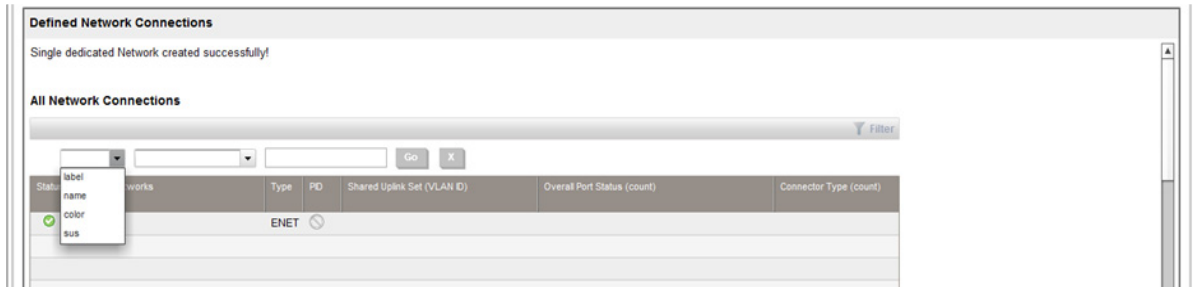 Defined Network Connections
Single dedicated Network created successfully!
All Network Connections
Filter
Go X
label
name
color
sus
works Type PID Shared Uplink Set (VLAN ID) Overall Port Status (count) Connector Type (count)
ENET